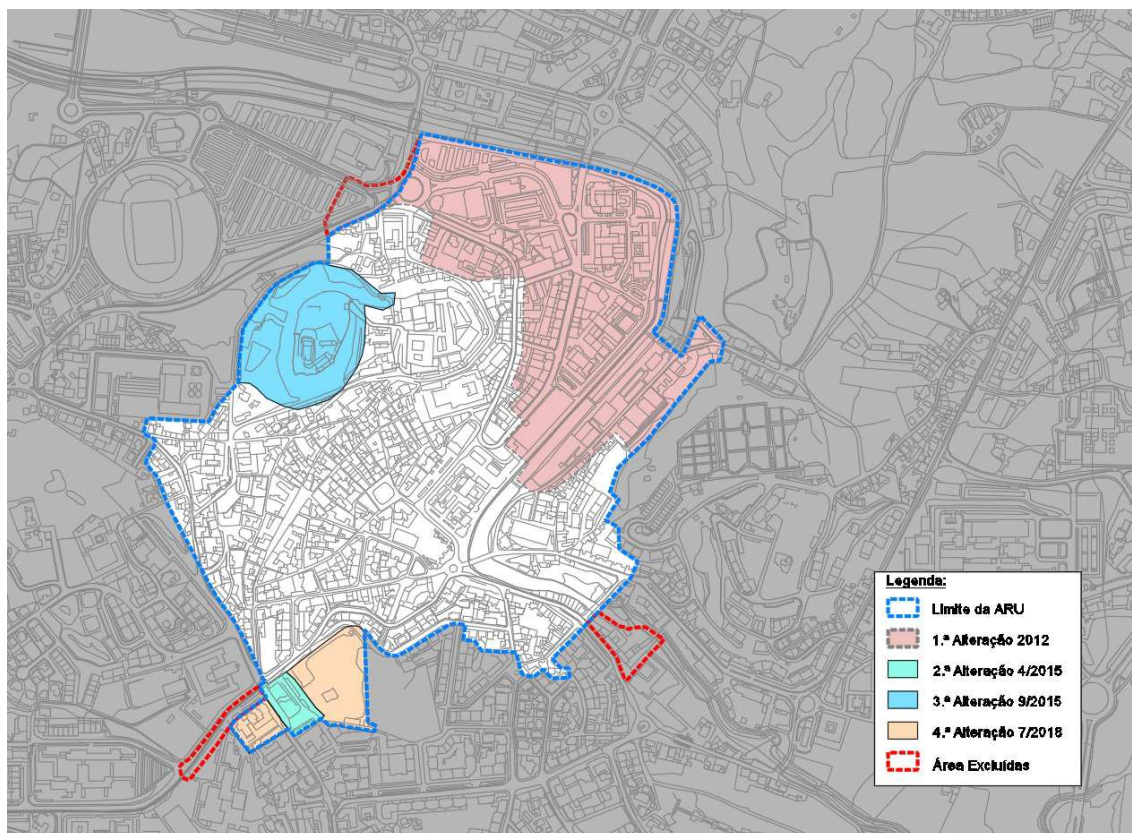 Legenda:
Limite da ARU
1.ª Alteração 2012
2.ª Alteração 4/2015
3.ª Alteração 9/2015
4.ª Alteração 7/2018
Área Excluídas